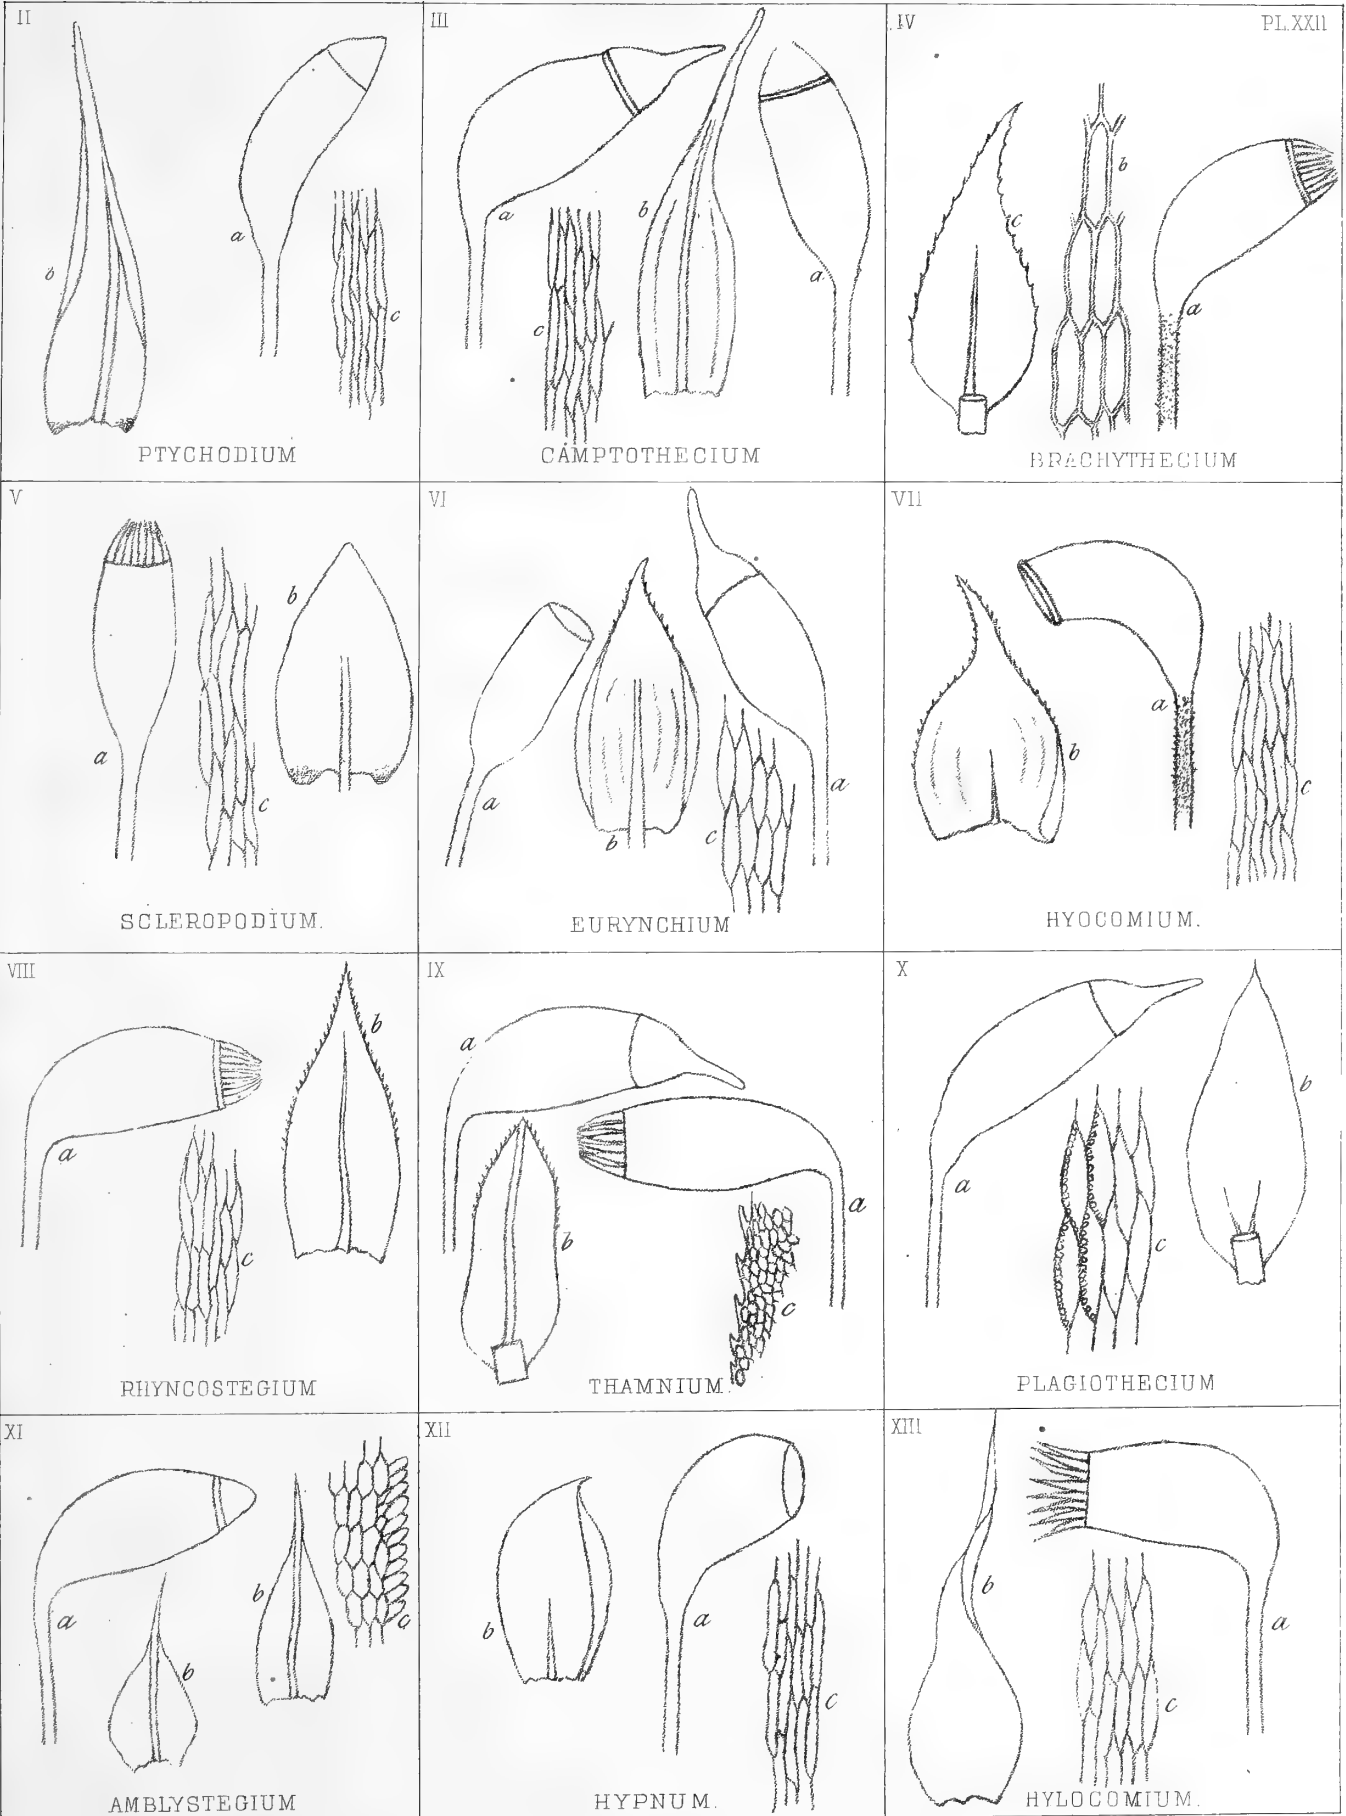 II
b
a
c
PTYCHODIUM
III
a
b
c
a
CAMPTOTHECIUM
IV
PL.XXII
c
b
a
BRACHYTHECIUM
V
b
a
c
SCLEROPODIUM.
VI
a
b
c
a
EURYNCHIUM
VII
a
b
c
HYOCOMIUM.
VIII
b
a
c
RHYNCOSTEGIUM
IX
a
b
a
c
THAMNIUM.
X
b
a
c
PLAGIOTHECIUM
XI
a
b
b
c
AMBLYSTEGIUM
XII
b
a
c
HYPNUM.
XIII
b
a
c
HYLOCOMIUM.